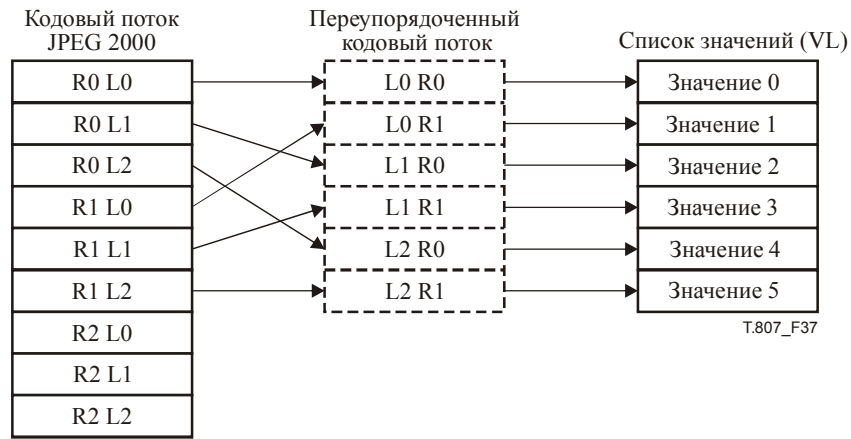 Кодовый поток
JPEG 2000
R0 L0
R0 L1
R0 L2
R1 L0
R1 L1
R1 L2
R2 L0
R2 L1
R2 L2
Переупорядоченный
кодовый поток
L0 R0
L0 R1
L1 R0
L1 R1
L2 R0
L2 R1
Список значений (VL)
Значение 0
Значение 1
Значение 2
Значение 3
Значение 4
Значение 5
T.807_F37